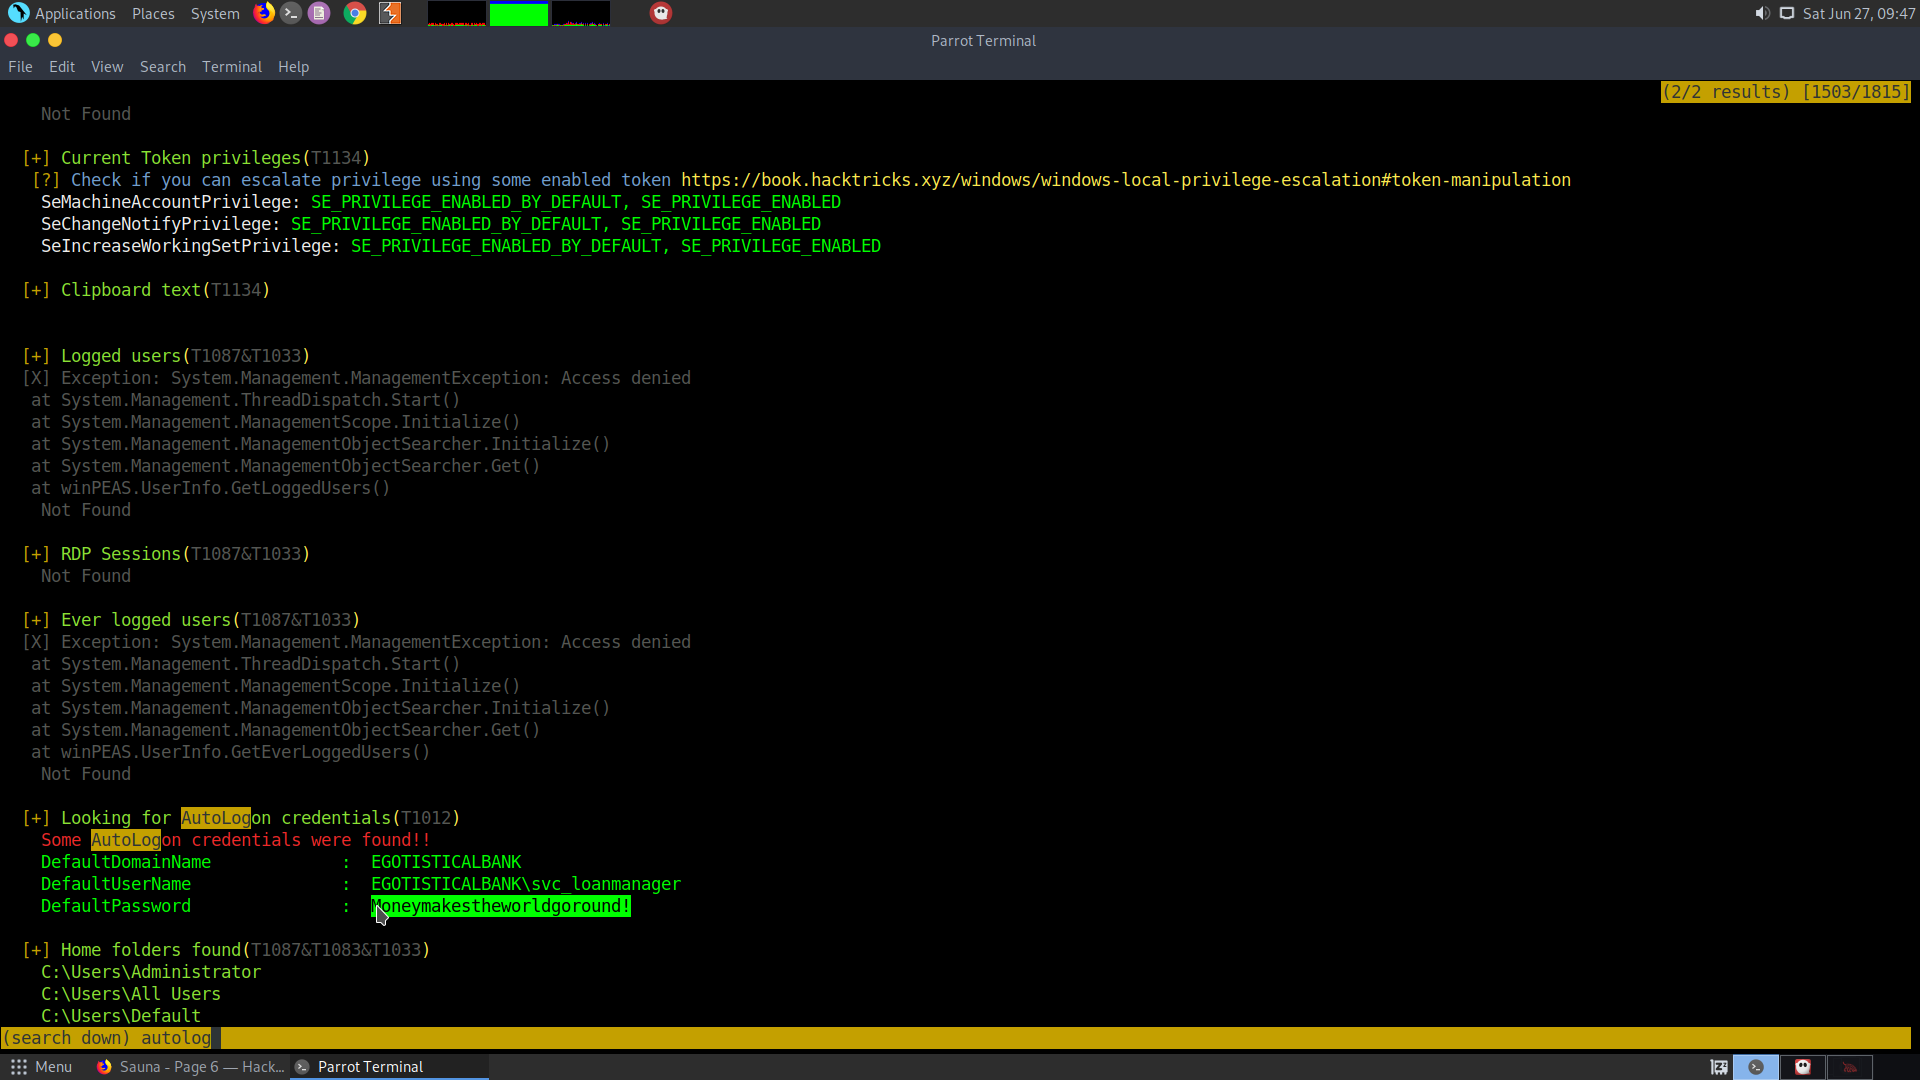 Applications Places System Sat Jun 27, 09:47
Parrot Terminal
File Edit View Search Terminal Help
(2/2 results) [1503/1815]
Not Found
[+] Current Token privileges(T1134)
[?] Check if you can escalate privilege using some enabled token https://book.hacktricks.xyz/windows/windows-local-privilege-escalation#token-manipulation
SeMachineAccountPrivilege: SE_PRIVILEGE_ENABLED_BY_DEFAULT, SE_PRIVILEGE_ENABLED
SeChangeNotifyPrivilege: SE_PRIVILEGE_ENABLED_BY_DEFAULT, SE_PRIVILEGE_ENABLED
SeIncreaseWorkingSetPrivilege: SE_PRIVILEGE_ENABLED_BY_DEFAULT, SE_PRIVILEGE_ENABLED
[+] Clipboard text(T1134)
[+] Logged users(T1087&T1033)
[X] Exception: System.Management.ManagementException: Access denied
at System.Management.ThreadDispatch.Start()
at System.Management.ManagementScope.Initialize()
at System.Management.ManagementObjectSearcher.Initialize()
at System.Management.ManagementObjectSearcher.Get()
at winPEAS.UserInfo.GetLoggedUsers()
Not Found
[+] RDP Sessions(T1087&T1033)
Not Found
[+] Ever logged users(T1087&T1033)
[X] Exception: System.Management.ManagementException: Access denied
at System.Management.ThreadDispatch.Start()
at System.Management.ManagementScope.Initialize()
at System.Management.ManagementObjectSearcher.Initialize()
at System.Management.ManagementObjectSearcher.Get()
at winPEAS.UserInfo.GetEverLoggedUsers()
Not Found
[+] Looking for AutoLogon credentials(T1012)
Some AutoLogon credentials were found!!
DefaultDomainName : EGOTISTICALBANK
DefaultUserName : EGOTISTICALBANK\svc_loanmanager
DefaultPassword : Moneymakestheworldgoround!
[+] Home folders found(T1087&T1083&T1033)
C:\Users\Administrator
C:\Users\All Users
C:\Users\Default
(search down) autolog
Menu Sauna - Page 6 — Hack... Parrot Terminal